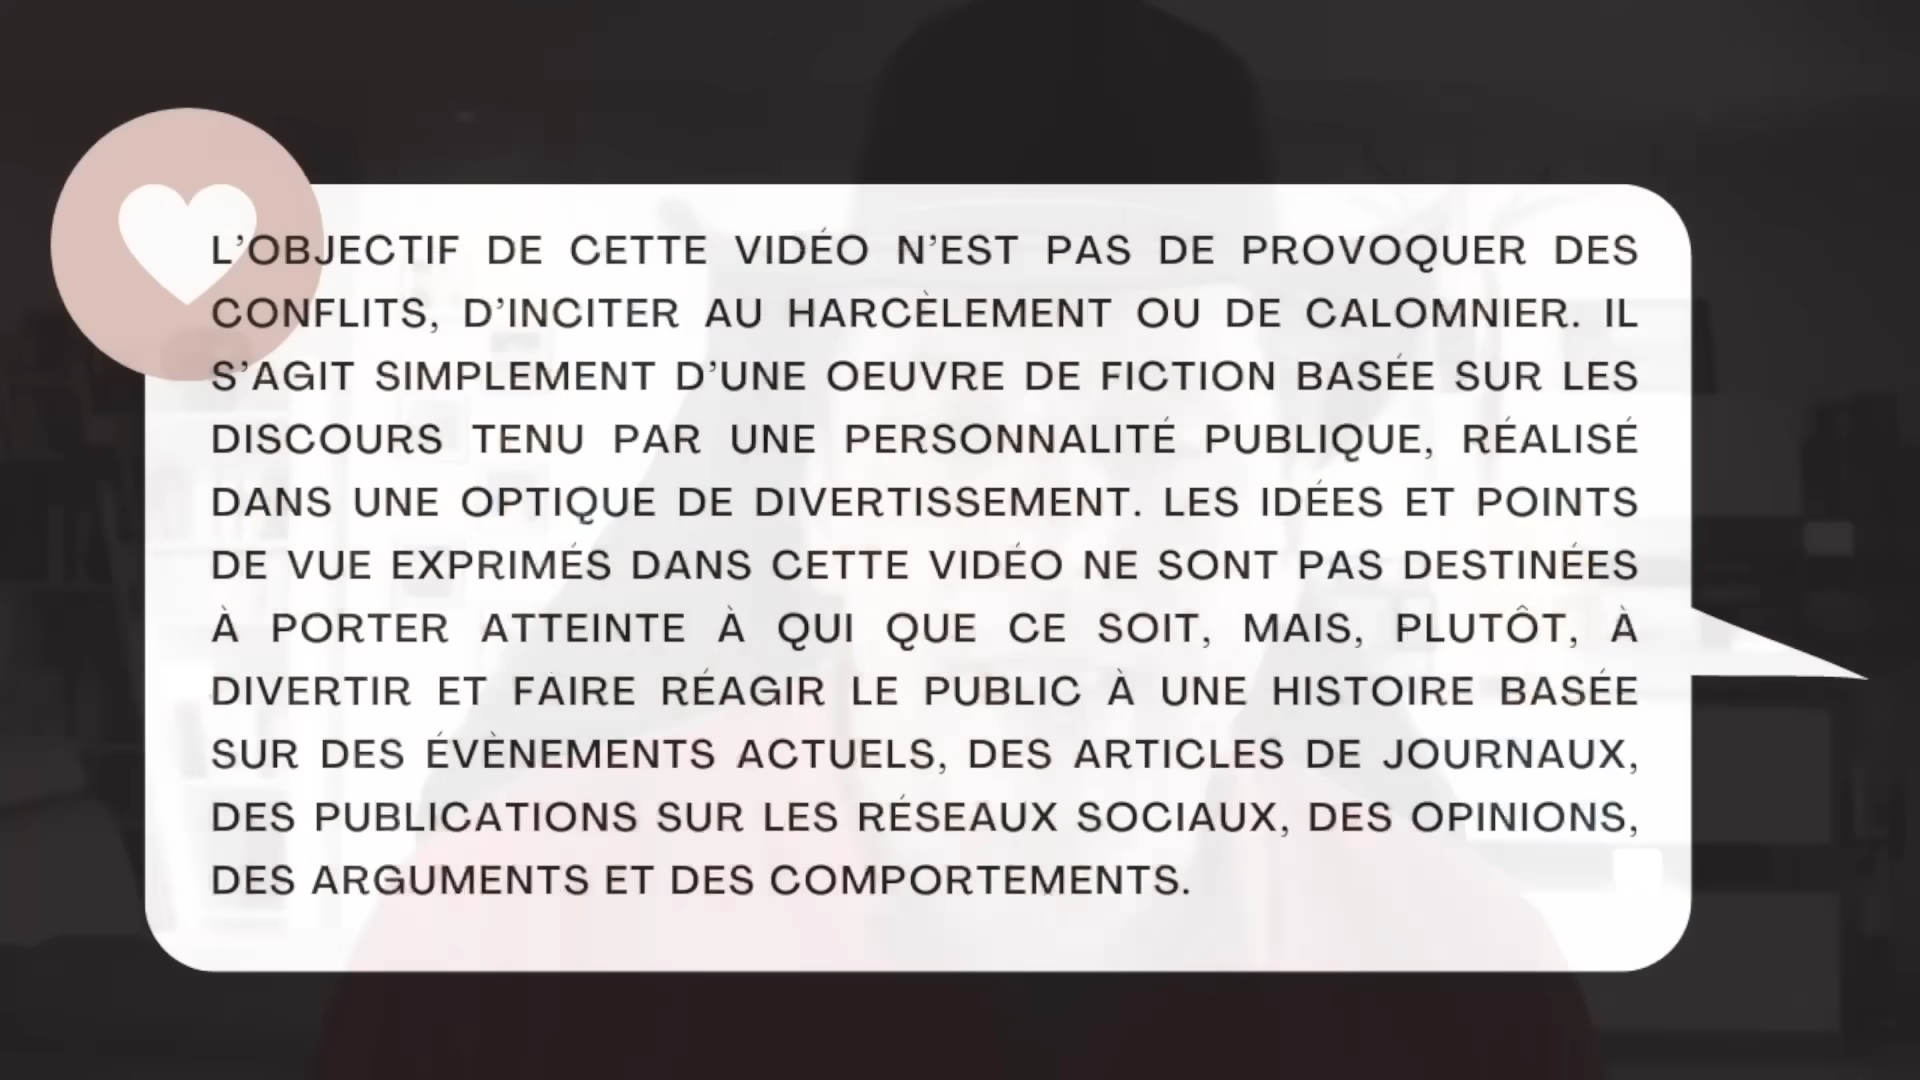 L’OBJECTIF DE CETTE VIDÉO N’EST PAS DE PROVOQUER DES
CONFLITS, D’INCITER AU HARCÈLEMENT OU DE CALOMNIER. IL
S’AGIT SIMPLEMENT D’UNE OEUVRE DE FICTION BASÉE SUR LES
DISCOURS TENU PAR UNE PERSONNALITÉ PUBLIQUE, RÉALISÉ
DANS UNE OPTIQUE DE DIVERTISSEMENT. LES IDÉES ET POINTS
DE VUE EXPRIMÉS DANS CETTE VIDÉO NE SONT PAS DESTINÉES
À PORTER ATTEINTE À QUI QUE CE SOIT, MAIS, PLUTÔT, À
DIVERTIR ET FAIRE RÉAGIR LE PUBLIC À UNE HISTOIRE BASÉE
SUR DES ÉVÈNEMENTS ACTUELS, DES ARTICLES DE JOURNAUX,
DES PUBLICATIONS SUR LES RÉSEAUX SOCIAUX, DES OPINIONS,
DES ARGUMENTS ET DES COMPORTEMENTS.